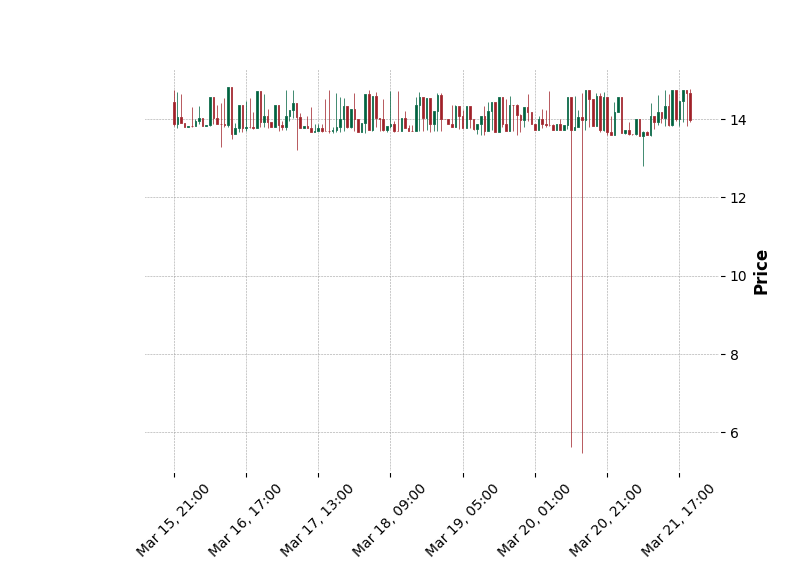 14
12
10
8
6
Price
Mar 15, 21:00
Mar 16, 17:00
Mar 17, 13:00
Mar 18, 09:00
Mar 19, 05:00
Mar 20, 01:00
Mar 20, 21:00
Mar 21, 17:00